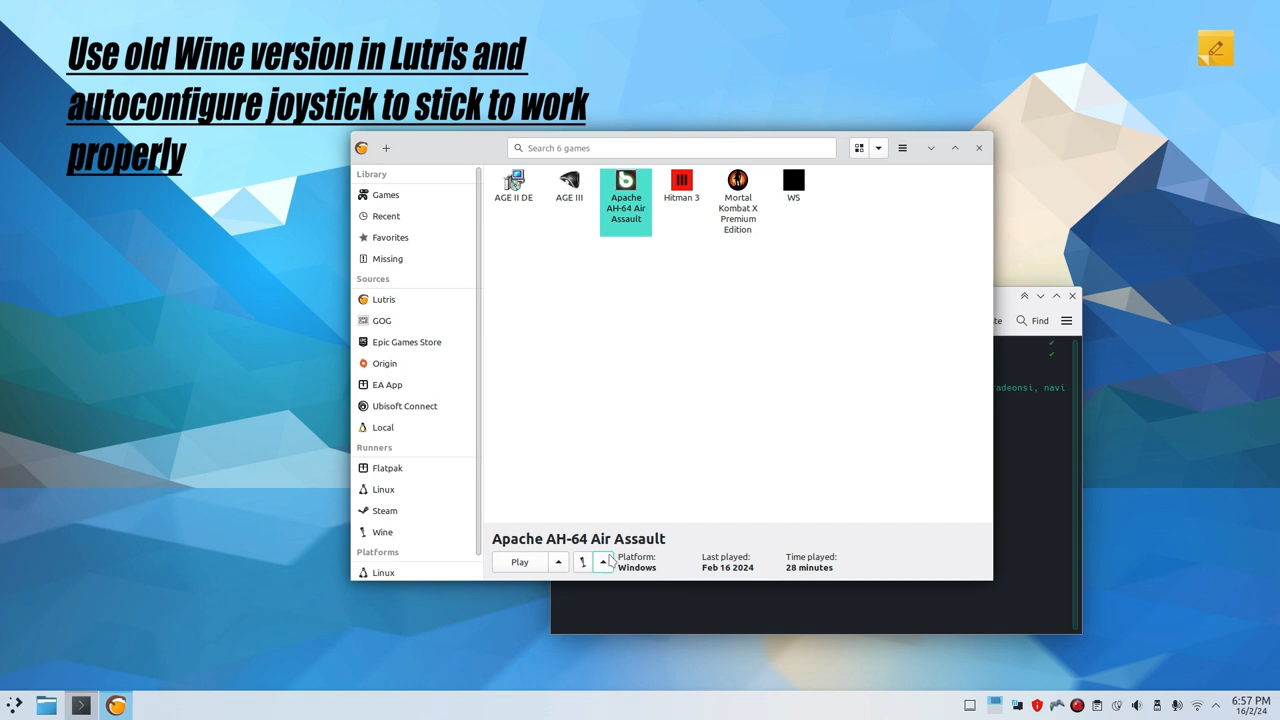 Use old Wine version in Lutris and
autoconfigure joystick to stick to work
properly
Search 6 games
Library
Games
Recent
Favorites
Missing
Sources
Lutris
GOG
Epic Games Store
Origin
EA App
Ubisoft Connect
Local
Runners
Flatpak
Linux
Steam
Wine
Platforms
Linux
AGE II DE
AGE III
Apache
AH-64 Air
Assault
Hitman 3
Mortal
Kombat X
Premium
Edition
WS
te
Find
adeonsi, navi
Apache AH-64 Air Assault
Play
Platform:
Windows
Last played:
Feb 16 2024
Time played:
28 minutes
6:57 PM
16/2/24